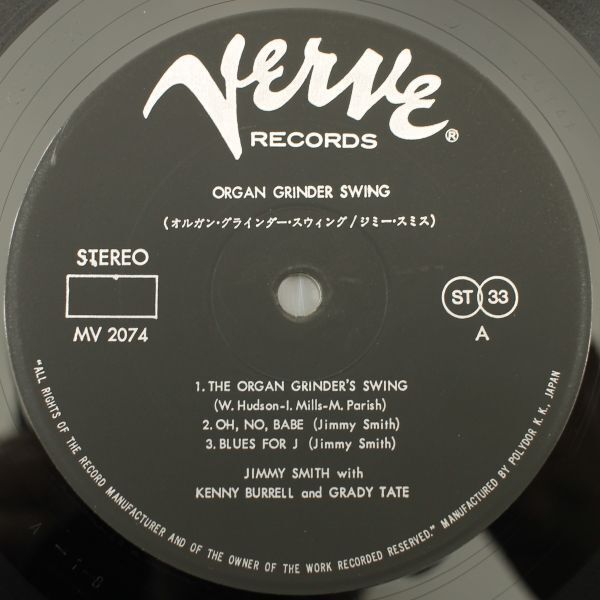 Verve
RECORDS ®
ORGAN GRINDER SWING
(オルガン・グラインダー・スウィング/ジミー・スミス)
STEREO
MV 2074
ST 33
A
1. THE ORGAN GRINDER'S SWING
(W. Hudson-I. Mills-M. Parish)
2. OH, NO, BABE (Jimmy Smith)
3. BLUES FOR J (Jimmy Smith)
JIMMY SMITH with
KENNY BURRELL and GRADY TATE
"ALL RIGHTS OF THE RECORD MANUFACTURER AND OF THE OWNER OF THE WORK RECORDED RESERVED." MANUFACTURED BY POLYDOR K. K., JAPAN